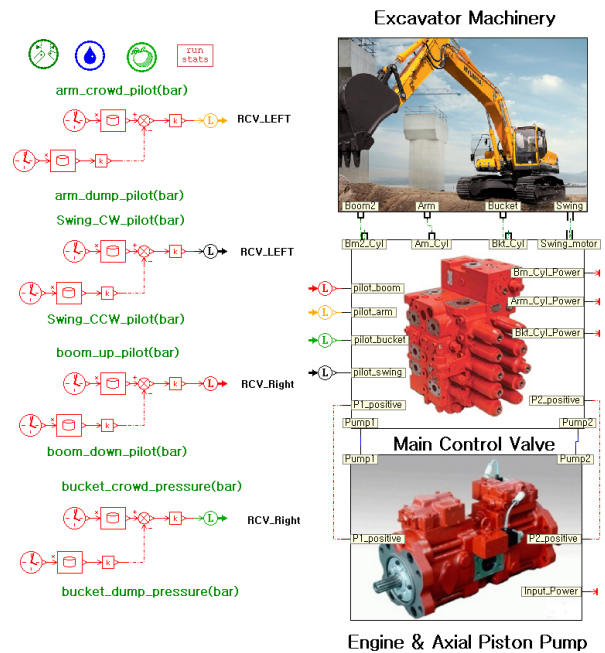 Excavator Machinery
run
stats
arm_crowd_pilot(bar)
RCV_LEFT
arm_dump_pilot(bar)
Swing_CW_pilot(bar)
RCV_LEFT
Swing_CCW_pilot(bar)
boom_up_pilot(bar)
RCV_Right
boom_down_pilot(bar)
bucket_crowd_pressure(bar)
RCV_Right
bucket_dump_pressure(bar)
x
+
-
k
L
k
x
+
-
k
L
k
x
+
-
k
L
k
x
+
-
k
L
k
Boom2
Arm
Bucket
Swing
Bm2_Cyl
Am_Cyl
Bkt_Cyl
Swing_motor
Bm_Cyl_Power
L
pilot_boom
Arm_Cyl_Power
L
pilot_arm
Bkt_Cyl_Power
L
pilot_bucket
L
pilot_swing
P1_positive
P2_positive
Pump1
Pump2
Main Control Valve
Pump1
Pump2
P1_positive
P2_positive
Input_Power
Engine & Axial Piston Pump